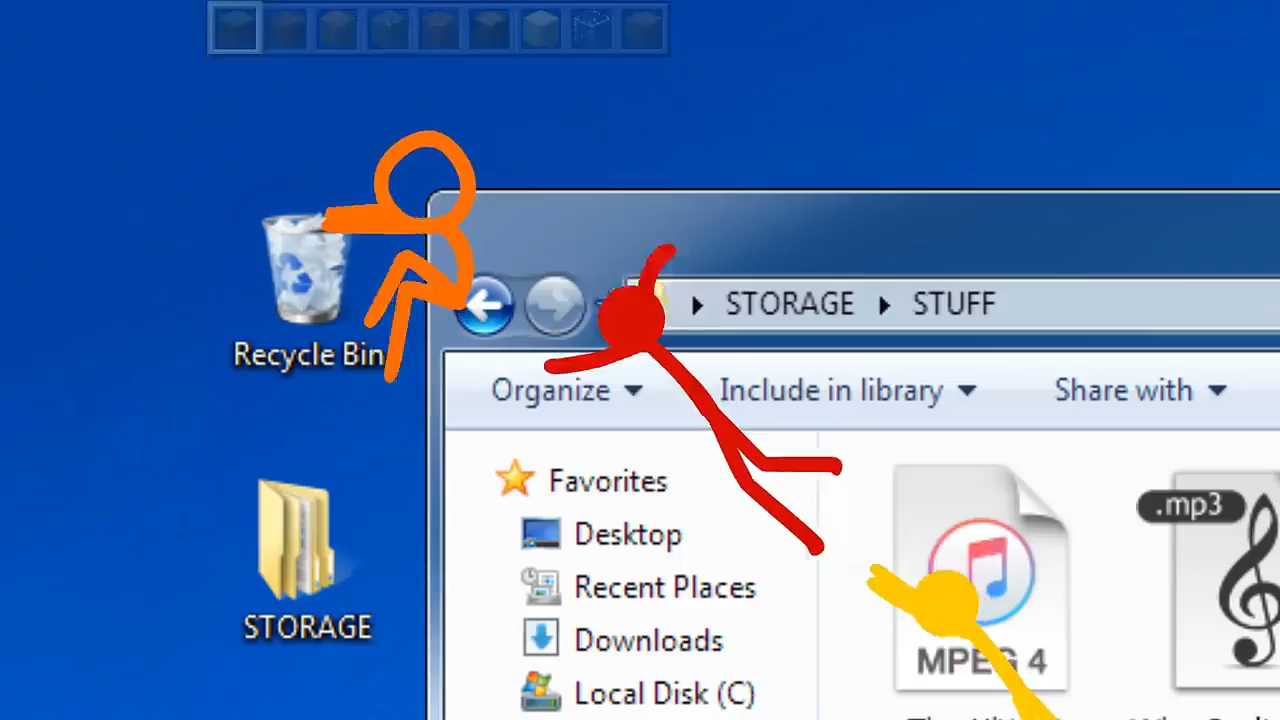 STORAGE STUFF
Recycle Bin
Organize Include in library Share with
Favorites
Desktop
.mp3
Recent Places
STORAGE
Downloads
MPEG 4
Local Disk (C)